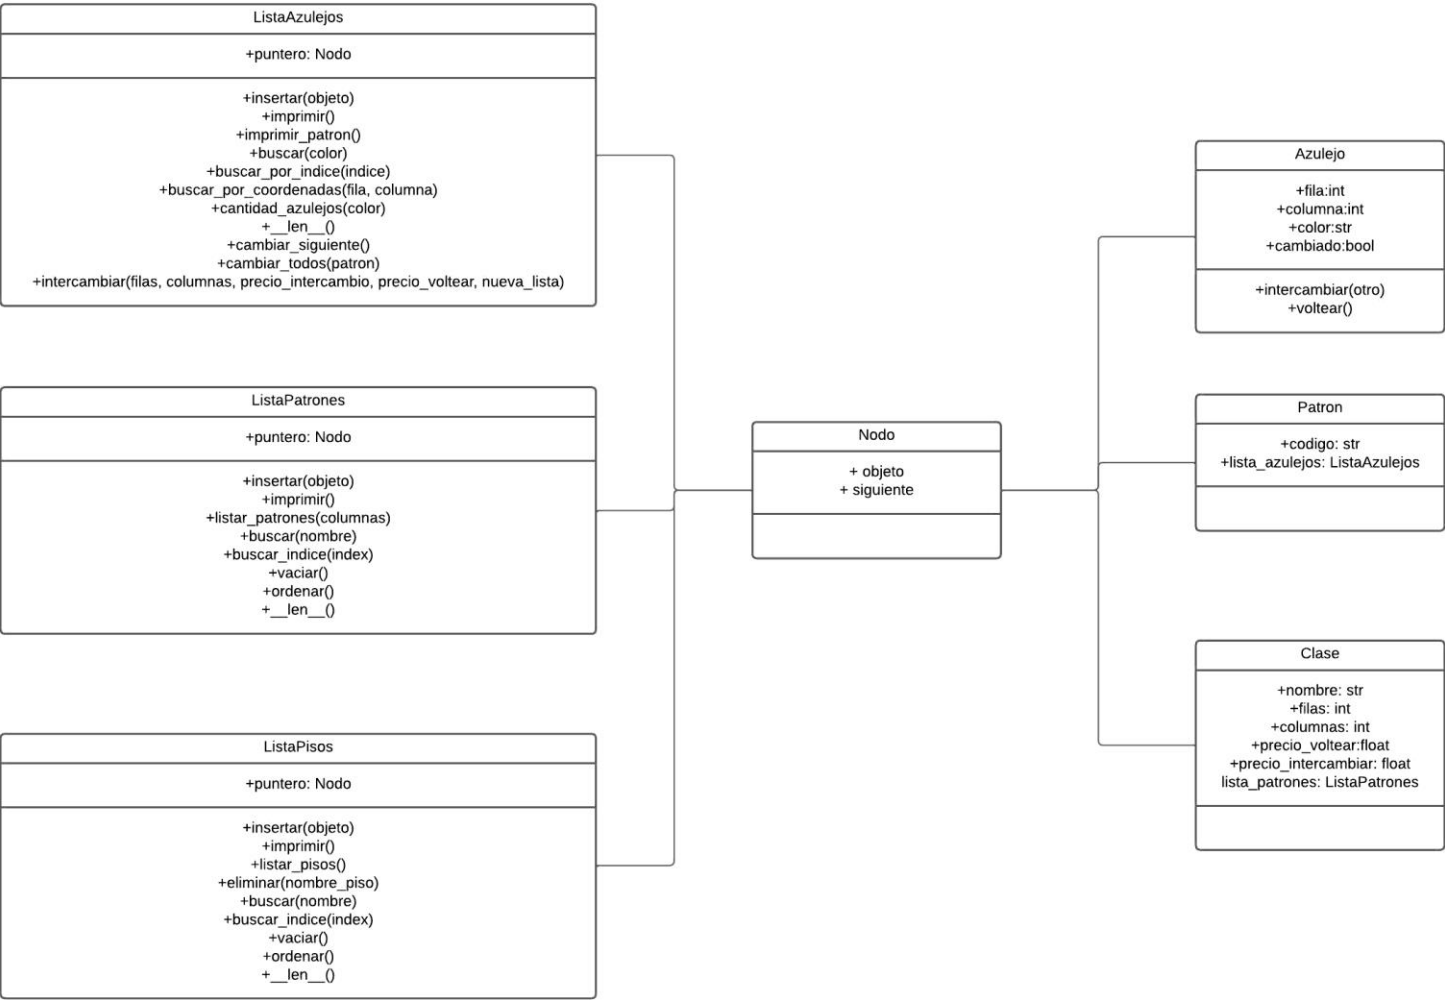 ListaAzulejos
+puntero: Nodo
+insertar(objeto)
+imprimir()
+imprimir_patron()
+buscar(color)
+buscar_por_indice(indice)
+buscar_por_coordenadas(fila, columna)
+cantidad_azulejos(color)
+__len__()
+cambiar_siguiente()
+cambiar_todos(patron)
+intercambiar(filas, columnas, precio_intercambio, precio_voltear, nueva_lista)
ListaPatrones
+puntero: Nodo
+insertar(objeto)
+imprimir()
+listar_patrones(columnas)
+buscar(nombre)
+buscar_indice(index)
+vaciar()
+ordenar()
+__len__()
ListaPisos
+puntero: Nodo
+insertar(objeto)
+imprimir()
+listar_pisos()
+eliminar(nombre_piso)
+buscar(nombre)
+buscar_indice(index)
+vaciar()
+ordenar()
+__len__()
Nodo
+ objeto
+ siguiente
Azulejo
+fila:int
+columna:int
+color:str
+cambiado:bool
+intercambiar(otro)
+voltear()
Patron
+codigo: str
+lista_azulejos: ListaAzulejos
Clase
+nombre: str
+filas: int
+columnas: int
+precio_voltear:float
+precio_intercambiar: float
lista_patrones: ListaPatrones